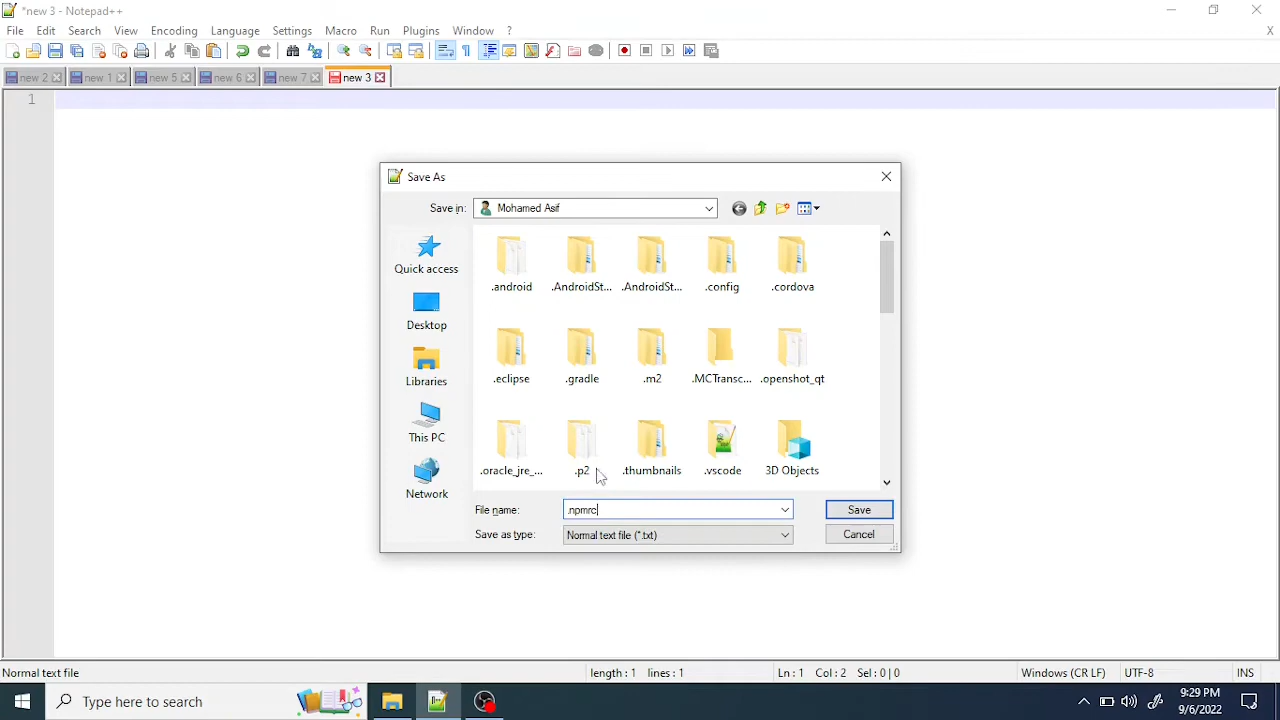 *new 3 - Notepad++
File Edit Search View Encoding Language Settings Macro Run Plugins Window ? X
new 2 new 1 new 5 new 6 new 7 new 3
1
Save As
Save in: Mohamed Asif
Quick access
Desktop
Libraries
This PC
Network
.android .AndroidSt... .AndroidSt... .config .cordova
.eclipse .gradle .m2 .MCTransc... .openshot_qt
.oracle_jre_... .p2 .thumbnails .vscode 3D Objects
File name: .npmrc Save
Save as type: Normal text file (*.txt) Cancel
Normal text file length : 1 lines : 1 Ln : 1 Col : 2 Sel : 0 | 0 Windows (CR LF) UTF-8 INS
Type here to search
9:29 PM
9/6/2022